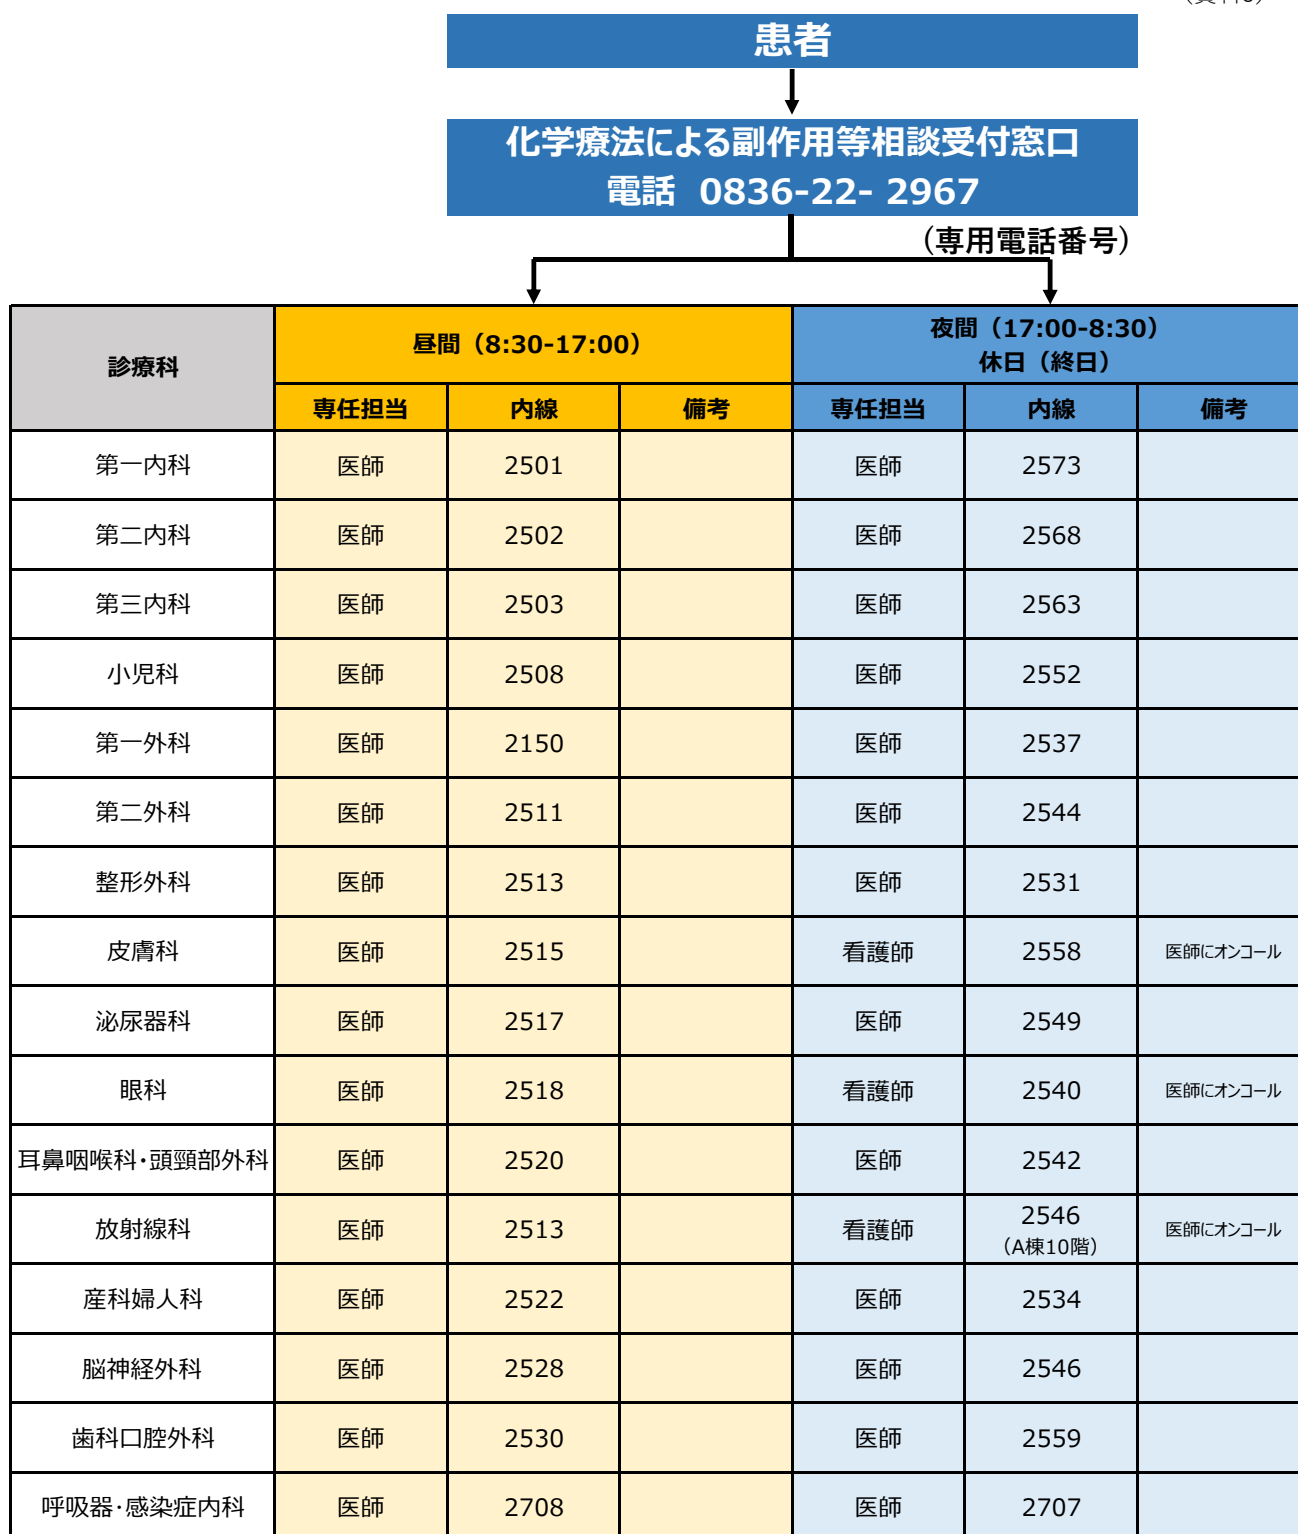 患者
化学療法による副作用等相談受付窓口
電話 0836-22- 2967
(専用電話番号)
診療科 昼間（8:30-17:00） 夜間（17:00-8:30）
休日（終日）
専任担当 内線 備考 専任担当 内線 備考
第一内科 医師 2501 医師 2573
第二内科 医師 2502 医師 2568
第三内科 医師 2503 医師 2563
小児科 医師 2508 医師 2552
第一外科 医師 2150 医師 2537
第二外科 医師 2511 医師 2544
整形外科 医師 2513 医師 2531
皮膚科 医師 2515 看護師 2558 医師にオンコール
泌尿器科 医師 2517 医師 2549
眼科 医師 2518 看護師 2540 医師にオンコール
耳鼻咽喉科・頭頸部外科 医師 2520 医師 2542
放射線科 医師 2513 看護師 2546 医師にオンコール
（A棟10階）
産科婦人科 医師 2522 医師 2534
脳神経外科 医師 2528 医師 2546
歯科口腔外科 医師 2530 医師 2559
呼吸器・感染症内科 医師 2708 医師 2707